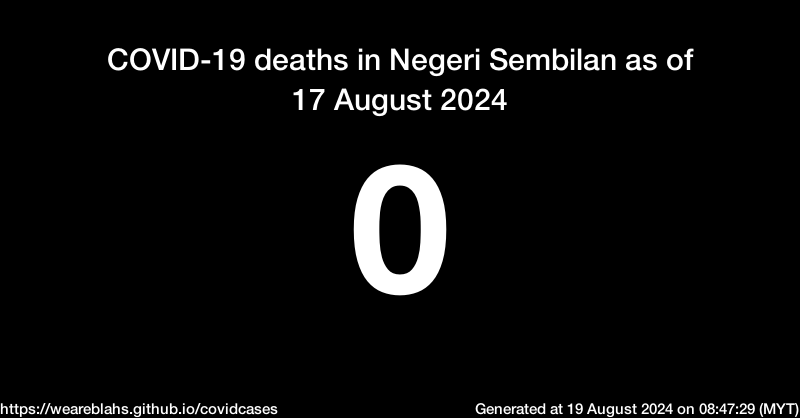 COVID-19 deaths in Negeri Sembilan as of
17 August 2024
0
https://weareblahs.github.io/covidcases
Generated at 19 August 2024 on 08:47:29 (MYT)